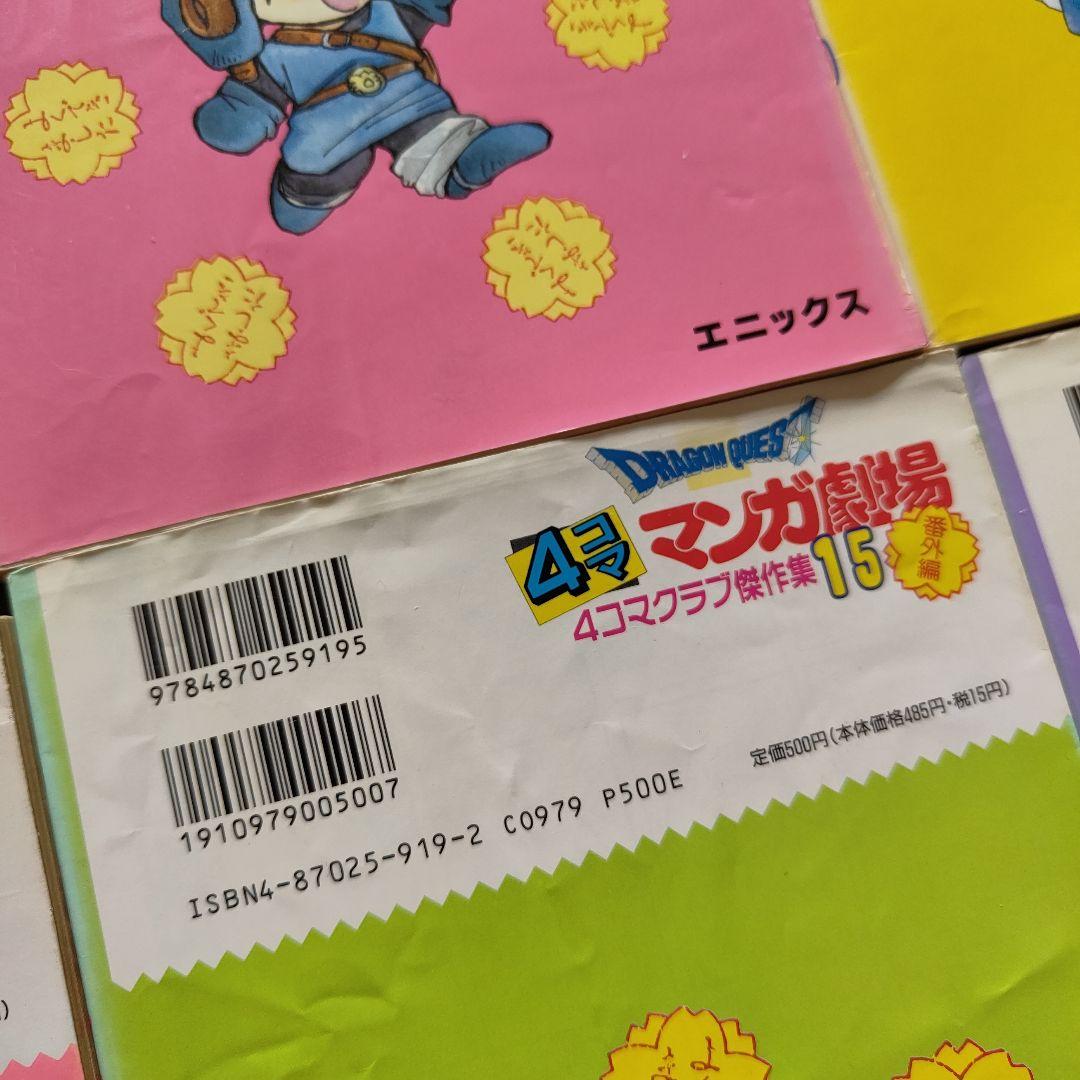 エニックス
DRAGON QUEST
4コマ
マンガ劇場
番外編
4コマクラブ傑作集15
9784870259195
1910979005007
定価500円(本体価格485円・税15円)
ISBN4-87025-919-2 C0979 P500E